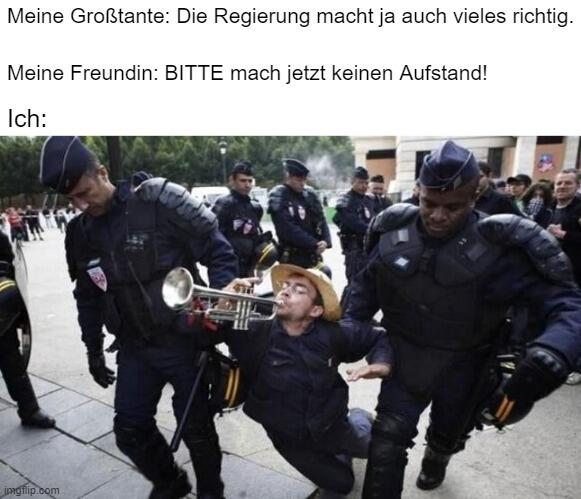 Meine Großtante: Die Regierung macht ja auch vieles richtig.
Meine Freundin: BITTE mach jetzt keinen Aufstand!
Ich:
imgflip.com